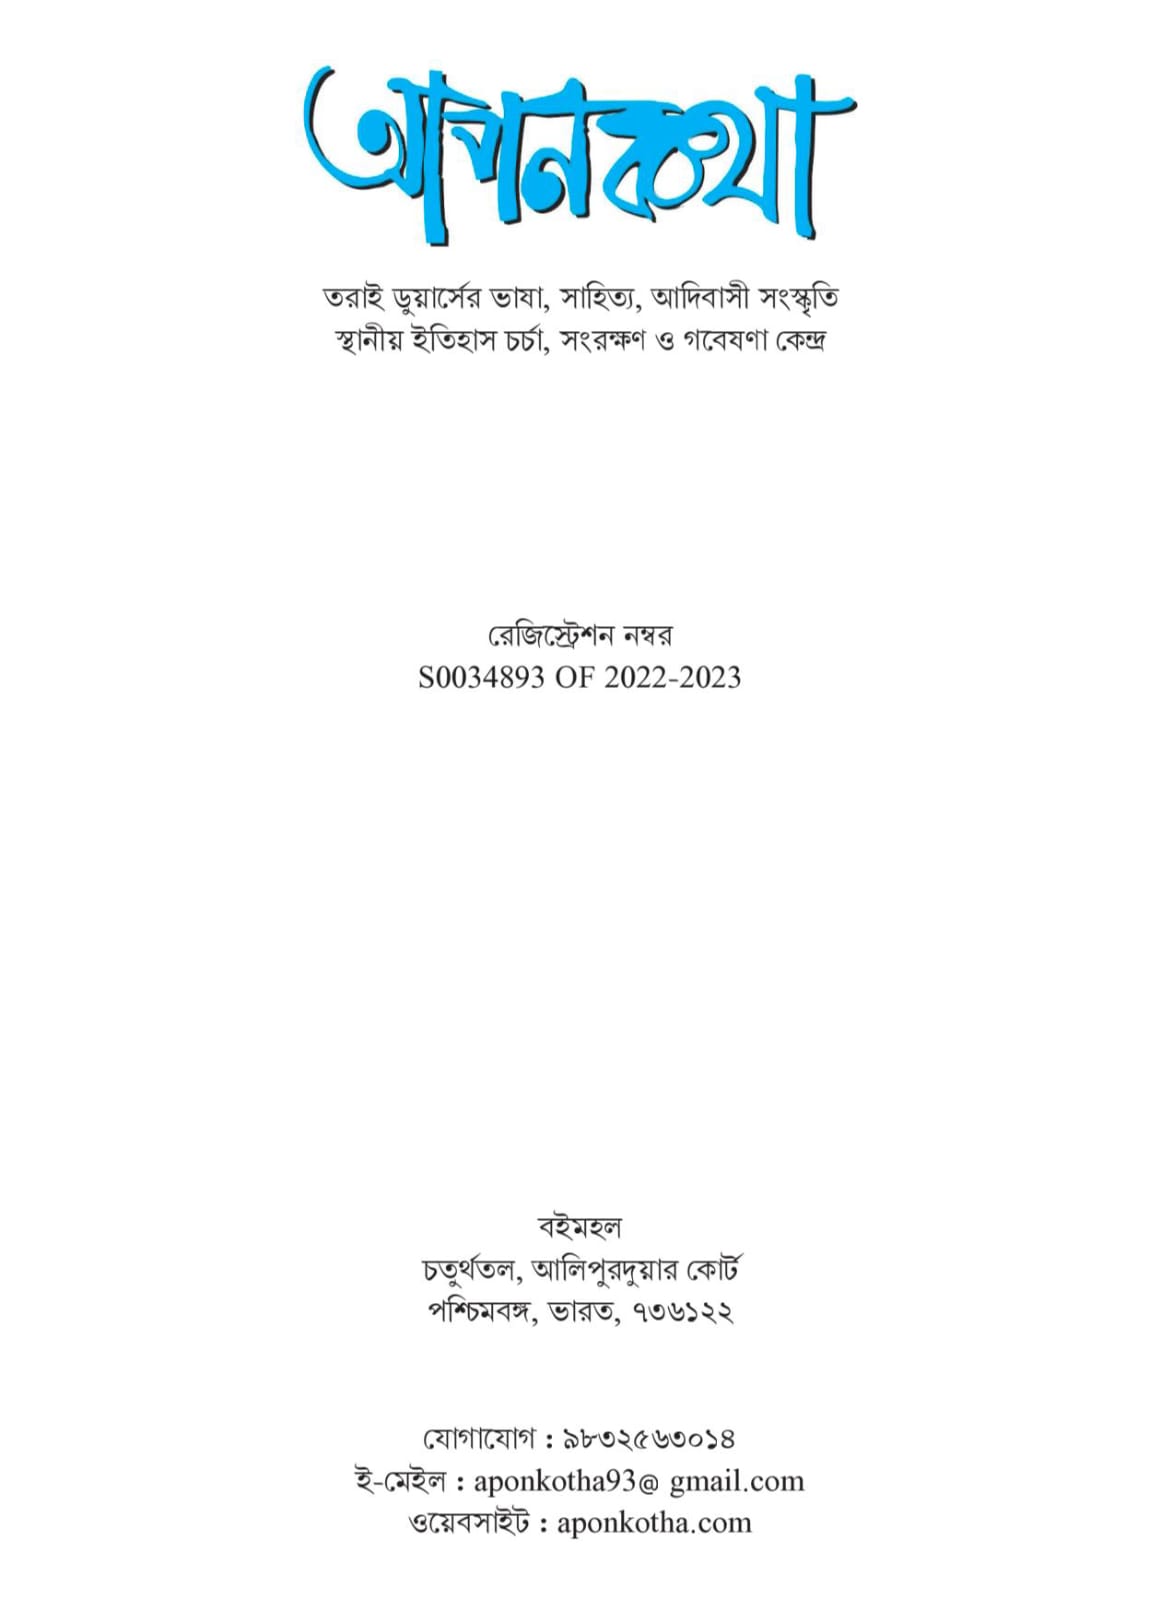 আপনকথা
তরাই ডুয়ার্সের ভাষা, সাহিত্য, আদিবাসী সংস্কৃতি
স্থানীয় ইতিহাস চর্চা, সংরক্ষণ ও গবেষণা কেন্দ্র
রেজিস্ট্রেশন নম্বর
S0034893 OF 2022-2023
বইমহল
চতুর্থতল, আলিপুরদুয়ার কোর্ট
পশ্চিমবঙ্গ, ভারত, ৭৩৬১২২
যোগাযোগ : ৯৮৩২৫৬৩০১৪
ই-মেইল : aponkotha93@ gmail.com
ওয়েবসাইট : aponkotha.com